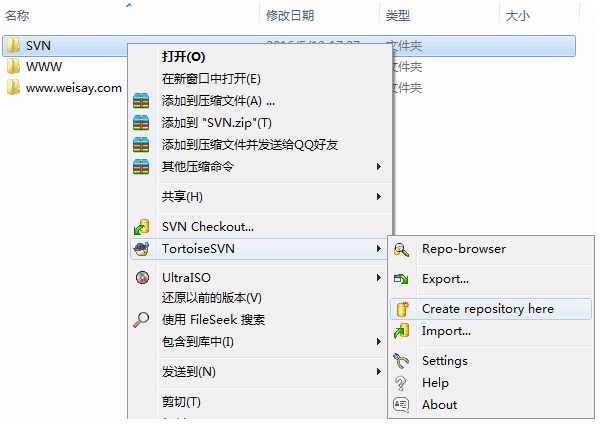 名称 修改日期 类型 大小
SVN 文件夹
WWW 文件夹
www.weisay.com 文件夹
打开(O)
在新窗口中打开(E)
添加到压缩文件(A) ...
添加到 "SVN.zip"(T)
添加到压缩文件并发送给QQ好友
其他压缩命令
共享(H)
SVN Checkout...
TortoiseSVN
UltraISO
还原以前的版本(V)
使用 FileSeek 搜索
包含到库中(I)
发送到(N)
剪切(T)
Repo-browser
Export...
Create repository here
Import...
Settings
Help
About